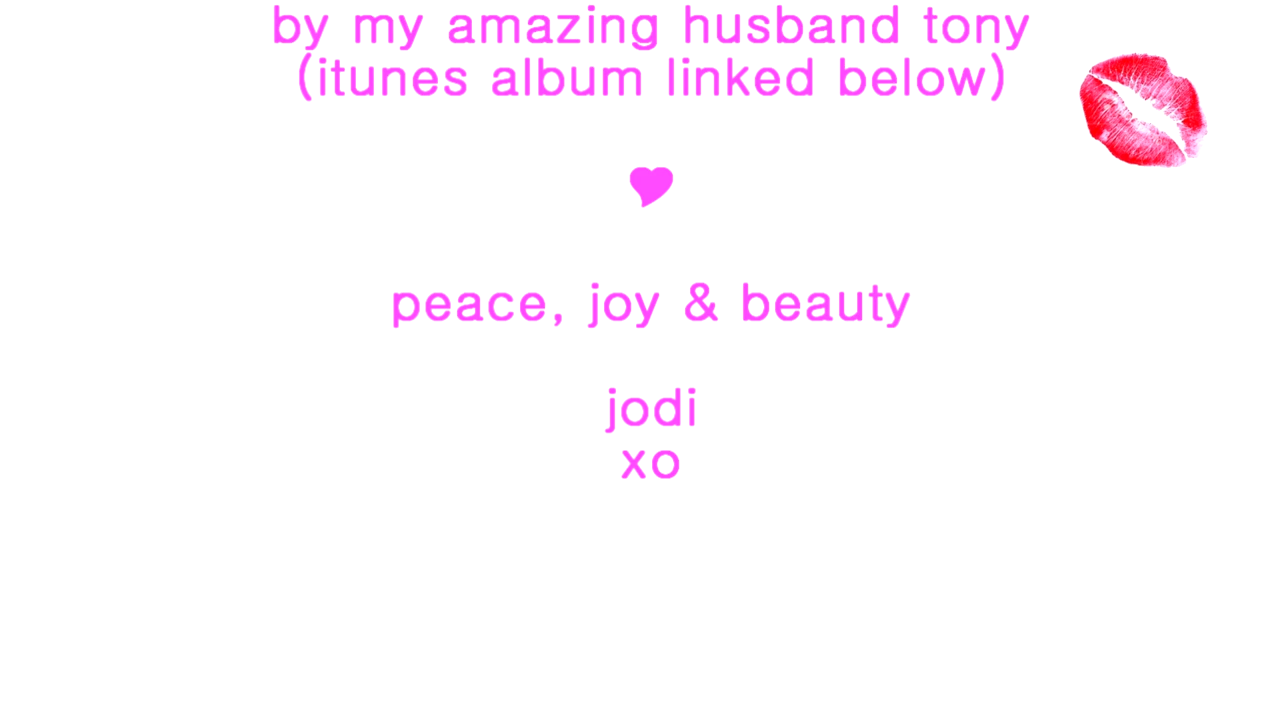 by my amazing husband tony
(itunes album linked below)
peace, joy & beauty
jodi
xo